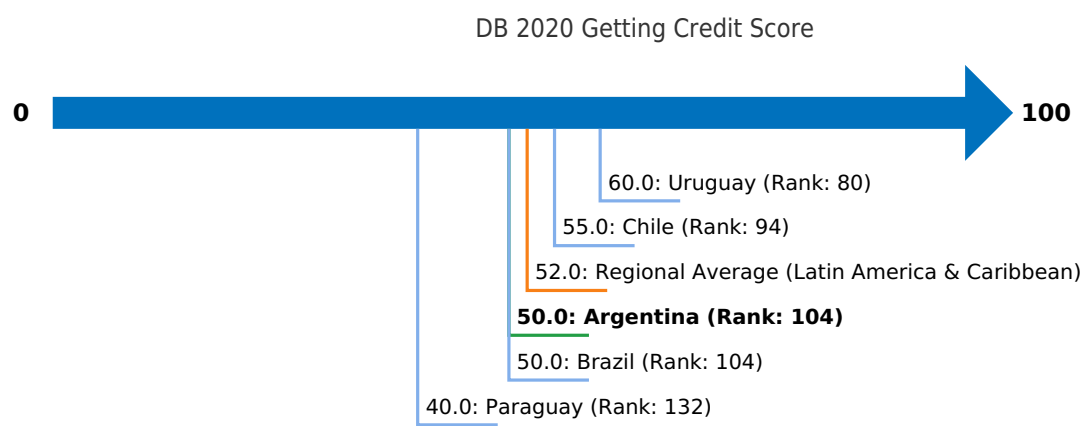 DB 2020 Getting Credit Score
0
100
60.0: Uruguay (Rank: 80)
55.0: Chile (Rank: 94)
52.0: Regional Average (Latin America & Caribbean)
50.0: Argentina (Rank: 104)
50.0: Brazil (Rank: 104)
40.0: Paraguay (Rank: 132)